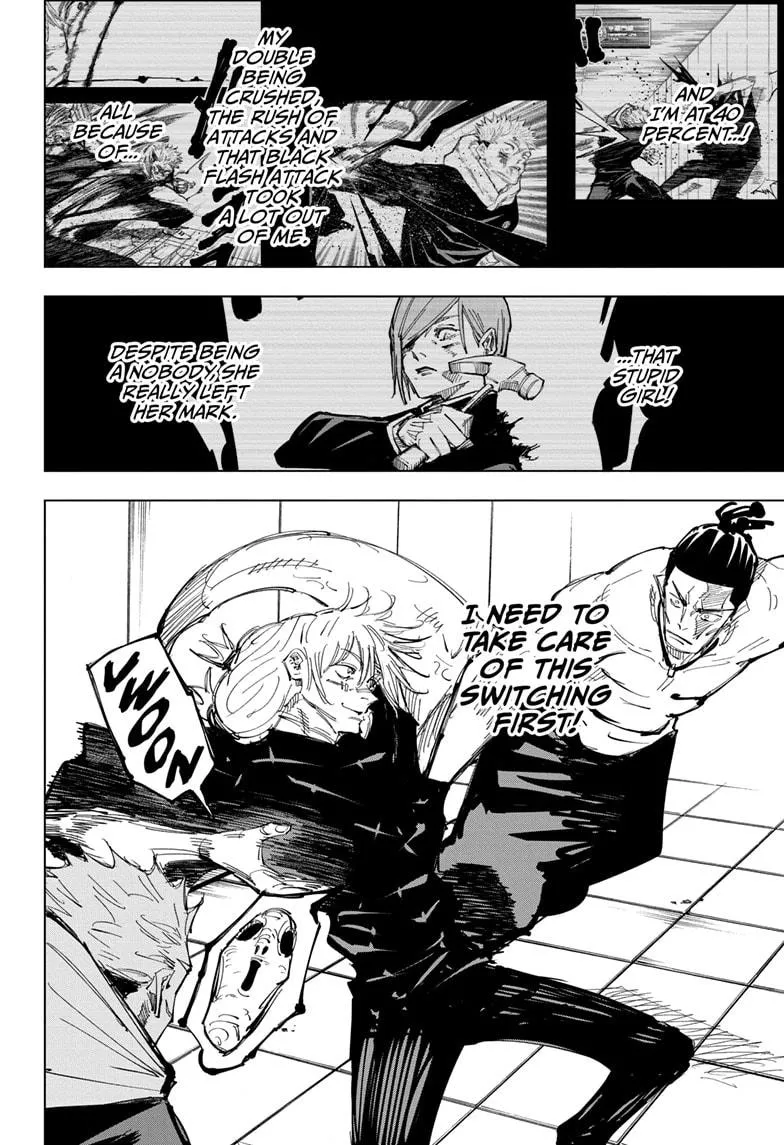 AND
I'M AT 40
PERCENT...!
MY
DOUBLE
BEING
CRUSHED,
THE RUSH OF
ATTACKS AND
THAT BLACK
FLASH ATTACK
TOOK
A LOT OUT
OF ME.
ALL
BECAUSE
OF...
...THAT
STUPID
GIRL!
DESPITE BEING
A NOBODY, SHE
REALLY LEFT
HER MARK.
I NEED TO
TAKE CARE
OF THIS
SWITCHING
FIRST!
VWOON